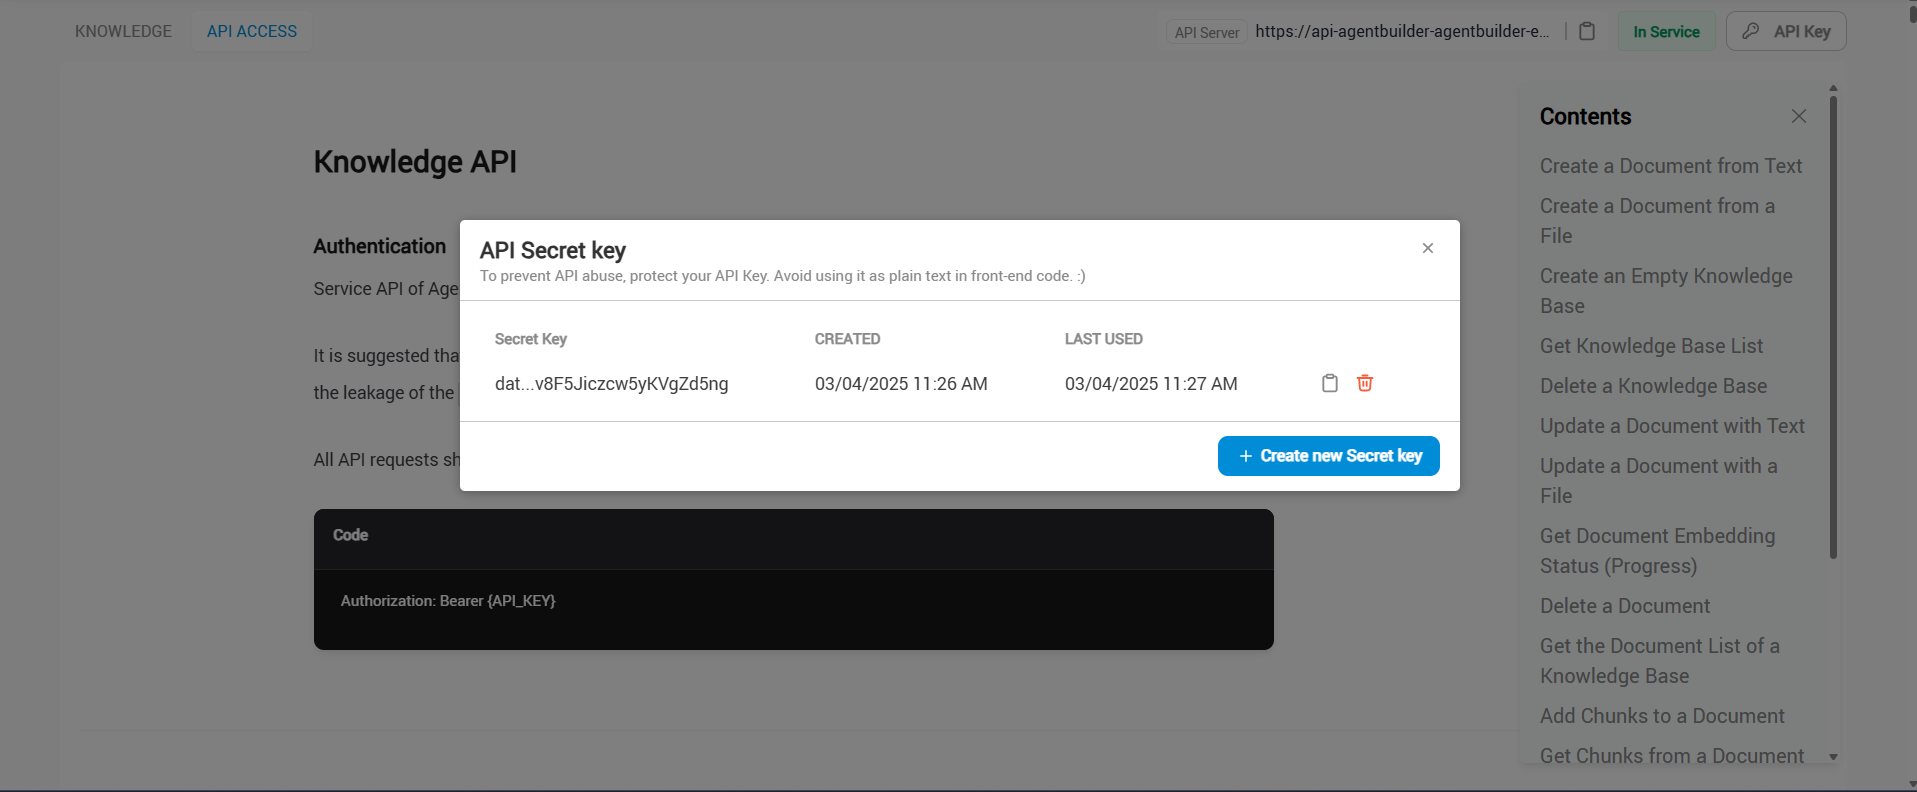 KNOWLEDGE
API ACCESS
API Server
https://api-agentbuilder-agentbuilder-e...
In Service
API Key
Knowledge API
Authentication
Service API of Age
It is suggested tha
the leakage of the
All API requests sh
Code
Authorization: Bearer {API_KEY}
API Secret key
To prevent API abuse, protect your API Key. Avoid using it as plain text in front-end code. :)
Secret Key
CREATED
LAST USED
dat...v8F5Jiczcw5yKVgZd5ng
03/04/2025 11:26 AM
03/04/2025 11:27 AM
+ Create new Secret key
Contents
Create a Document from Text
Create a Document from a
File
Create an Empty Knowledge
Base
Get Knowledge Base List
Delete a Knowledge Base
Update a Document with Text
Update a Document with a
File
Get Document Embedding
Status (Progress)
Delete a Document
Get the Document List of a
Knowledge Base
Add Chunks to a Document
Get Chunks from a Document